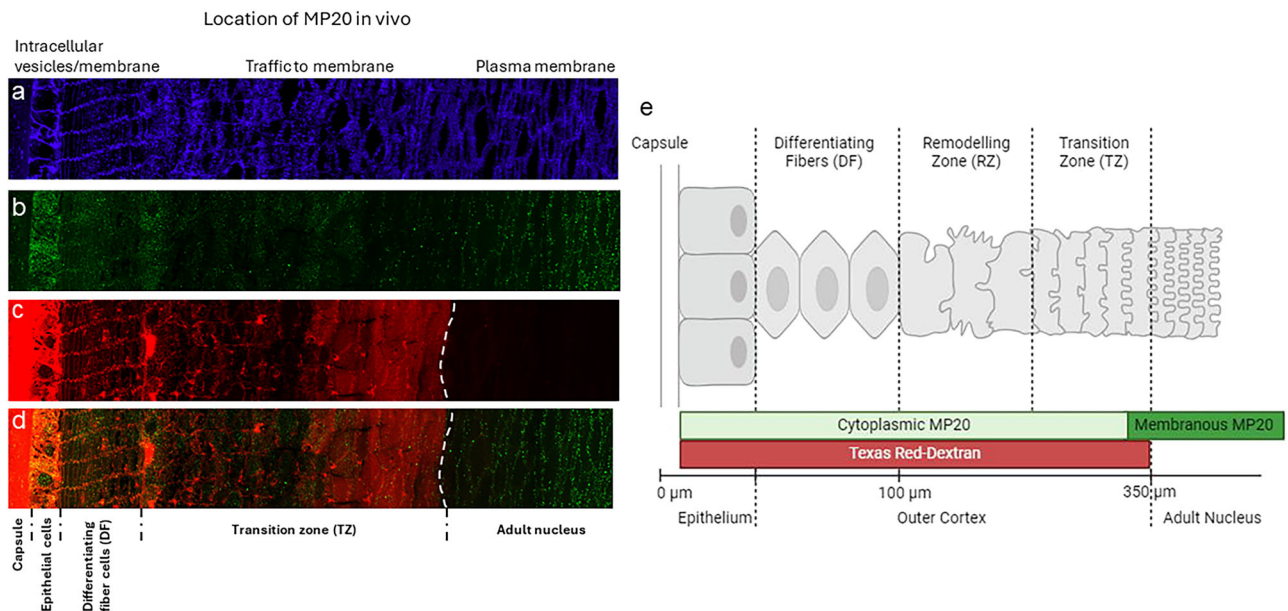 Location of MP20 in vivo
Intracellular
vesicles/membrane
Traffic to membrane
Plasma membrane
a
b
c
d
Capsule
Epithelial cells
Differentiating
fiber cells (DF)
Transition zone (TZ)
Adult nucleus
e
Capsule
Differentiating
Fibers (DF)
Remodelling
Zone (RZ)
Transition
Zone (TZ)
Cytoplasmic MP20
Membranous MP20
Texas Red-Dextran
0 µm
100 µm
350 µm
Epithelium
Outer Cortex
Adult Nucleus